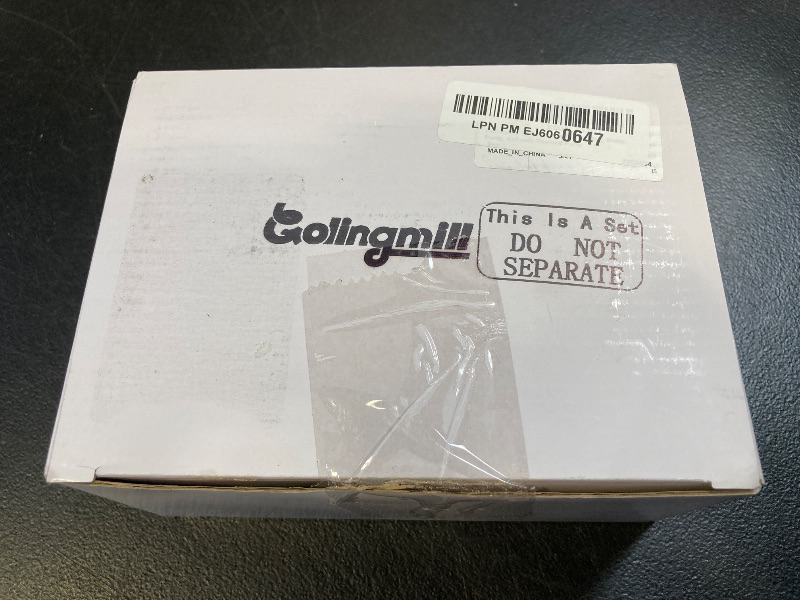 LPN PM EJ6060647
MADE_IN_CHINA
Golingmill
This Is A Set
DO NOT
SEPARATE